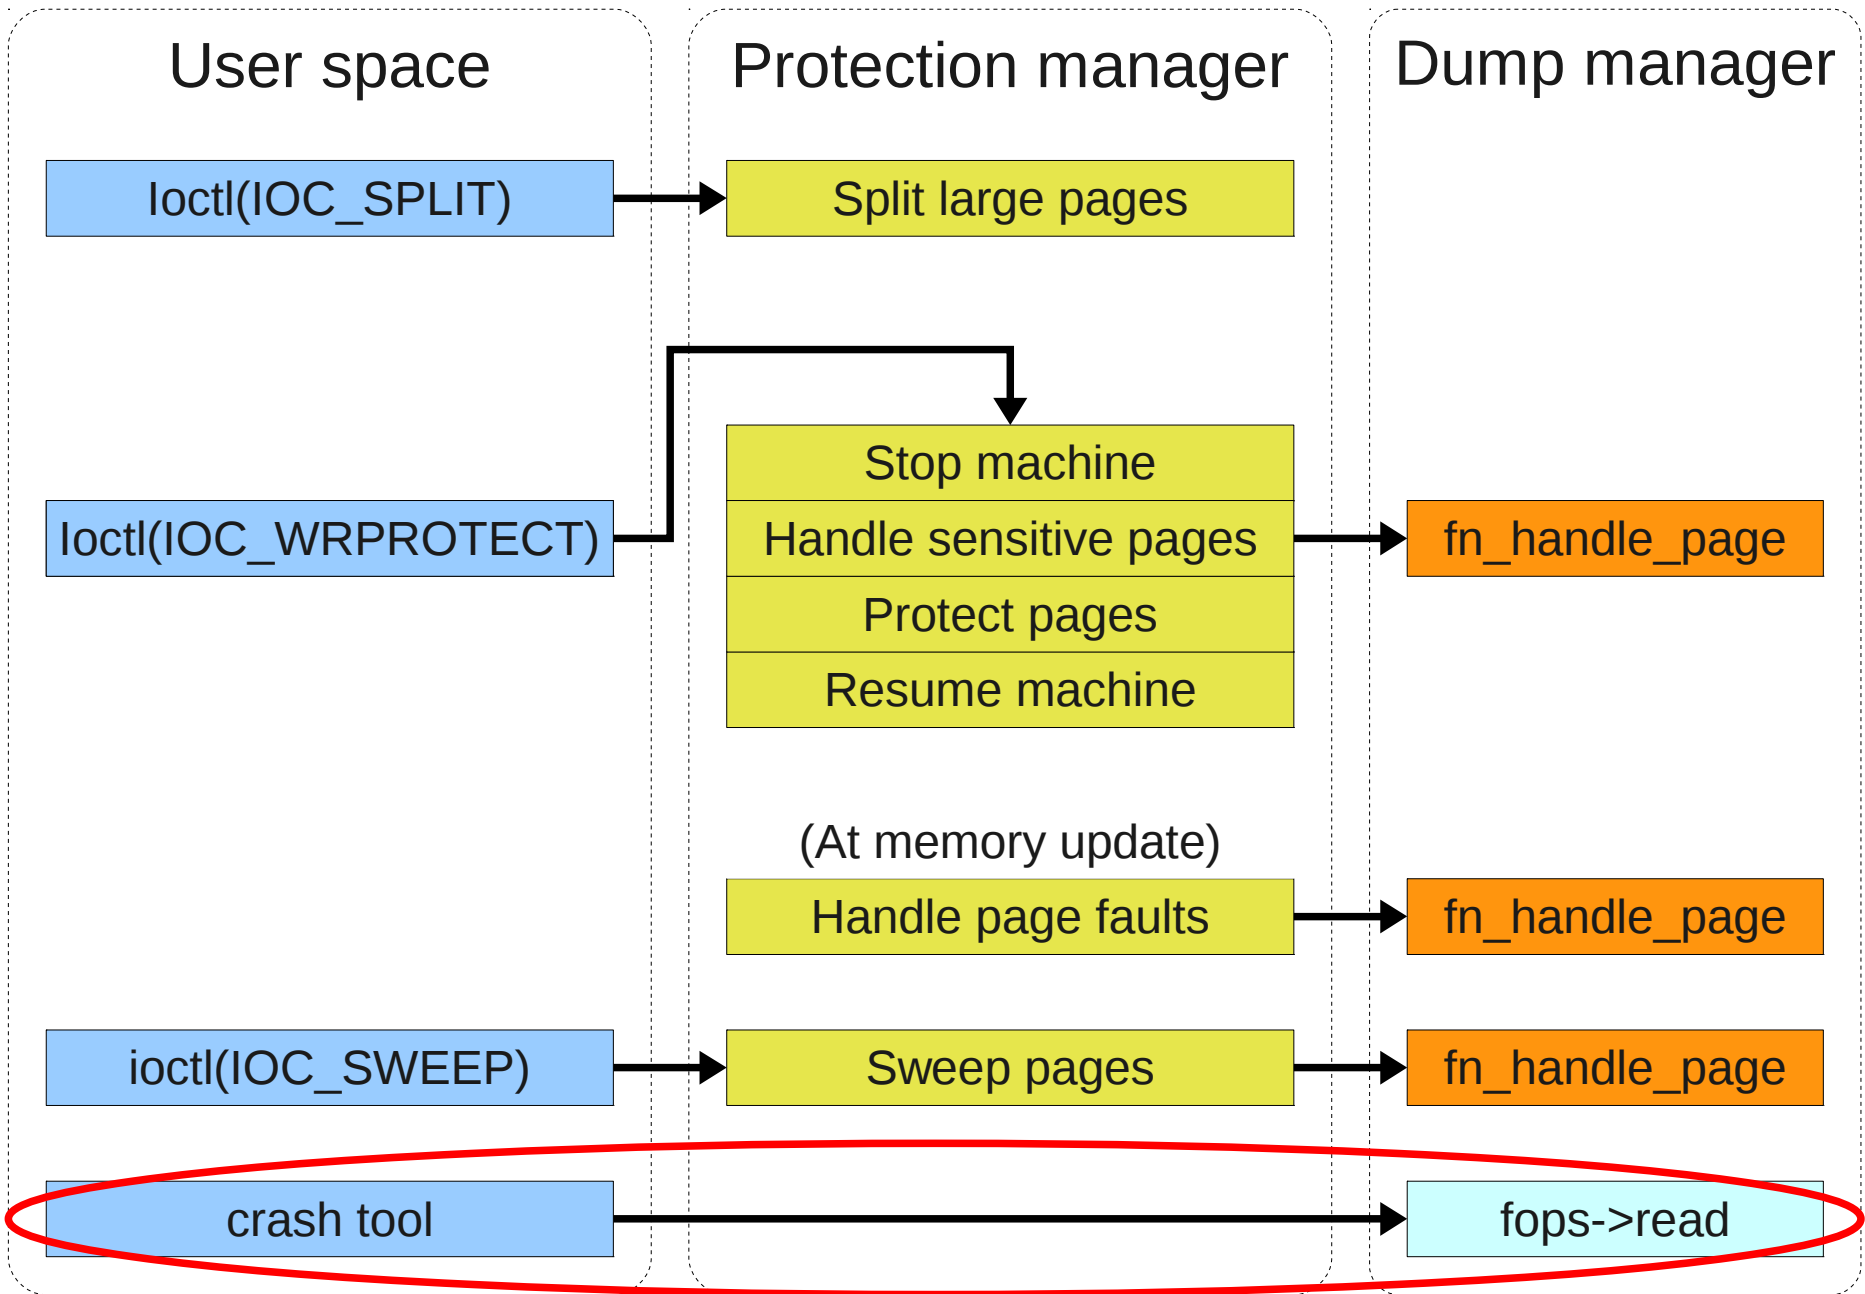 User space
Protection manager
Dump manager
Ioctl(IOC_SPLIT)
Split large pages
Stop machine
Ioctl(IOC_WRPROTECT)
Handle sensitive pages
fn_handle_page
Protect pages
Resume machine
(At memory update)
Handle page faults
fn_handle_page
ioctl(IOC_SWEEP)
Sweep pages
fn_handle_page
crash tool
fops->read